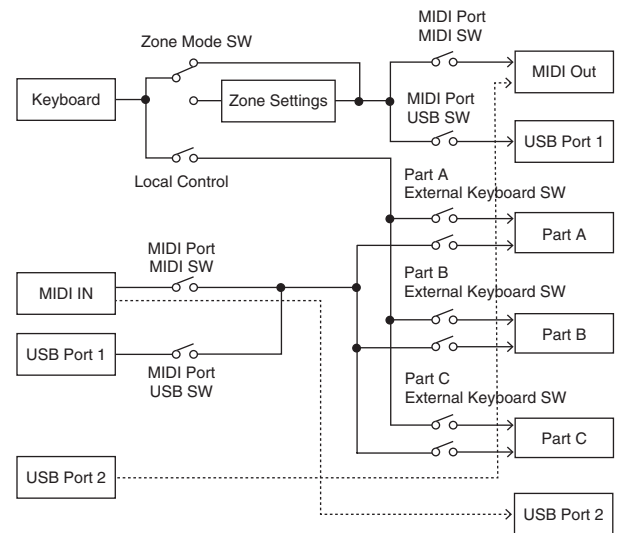 MIDI Port
MIDI SW
Zone Mode SW
MIDI Out
Keyboard
Zone Settings
MIDI Port
USB SW
USB Port 1
Local Control
Part A
External Keyboard SW
Part A
MIDI Port
MIDI SW
MIDI IN
Part B
External Keyboard SW
Part B
USB Port 1
MIDI Port
USB SW
Part C
External Keyboard SW
Part C
USB Port 2
USB Port 2